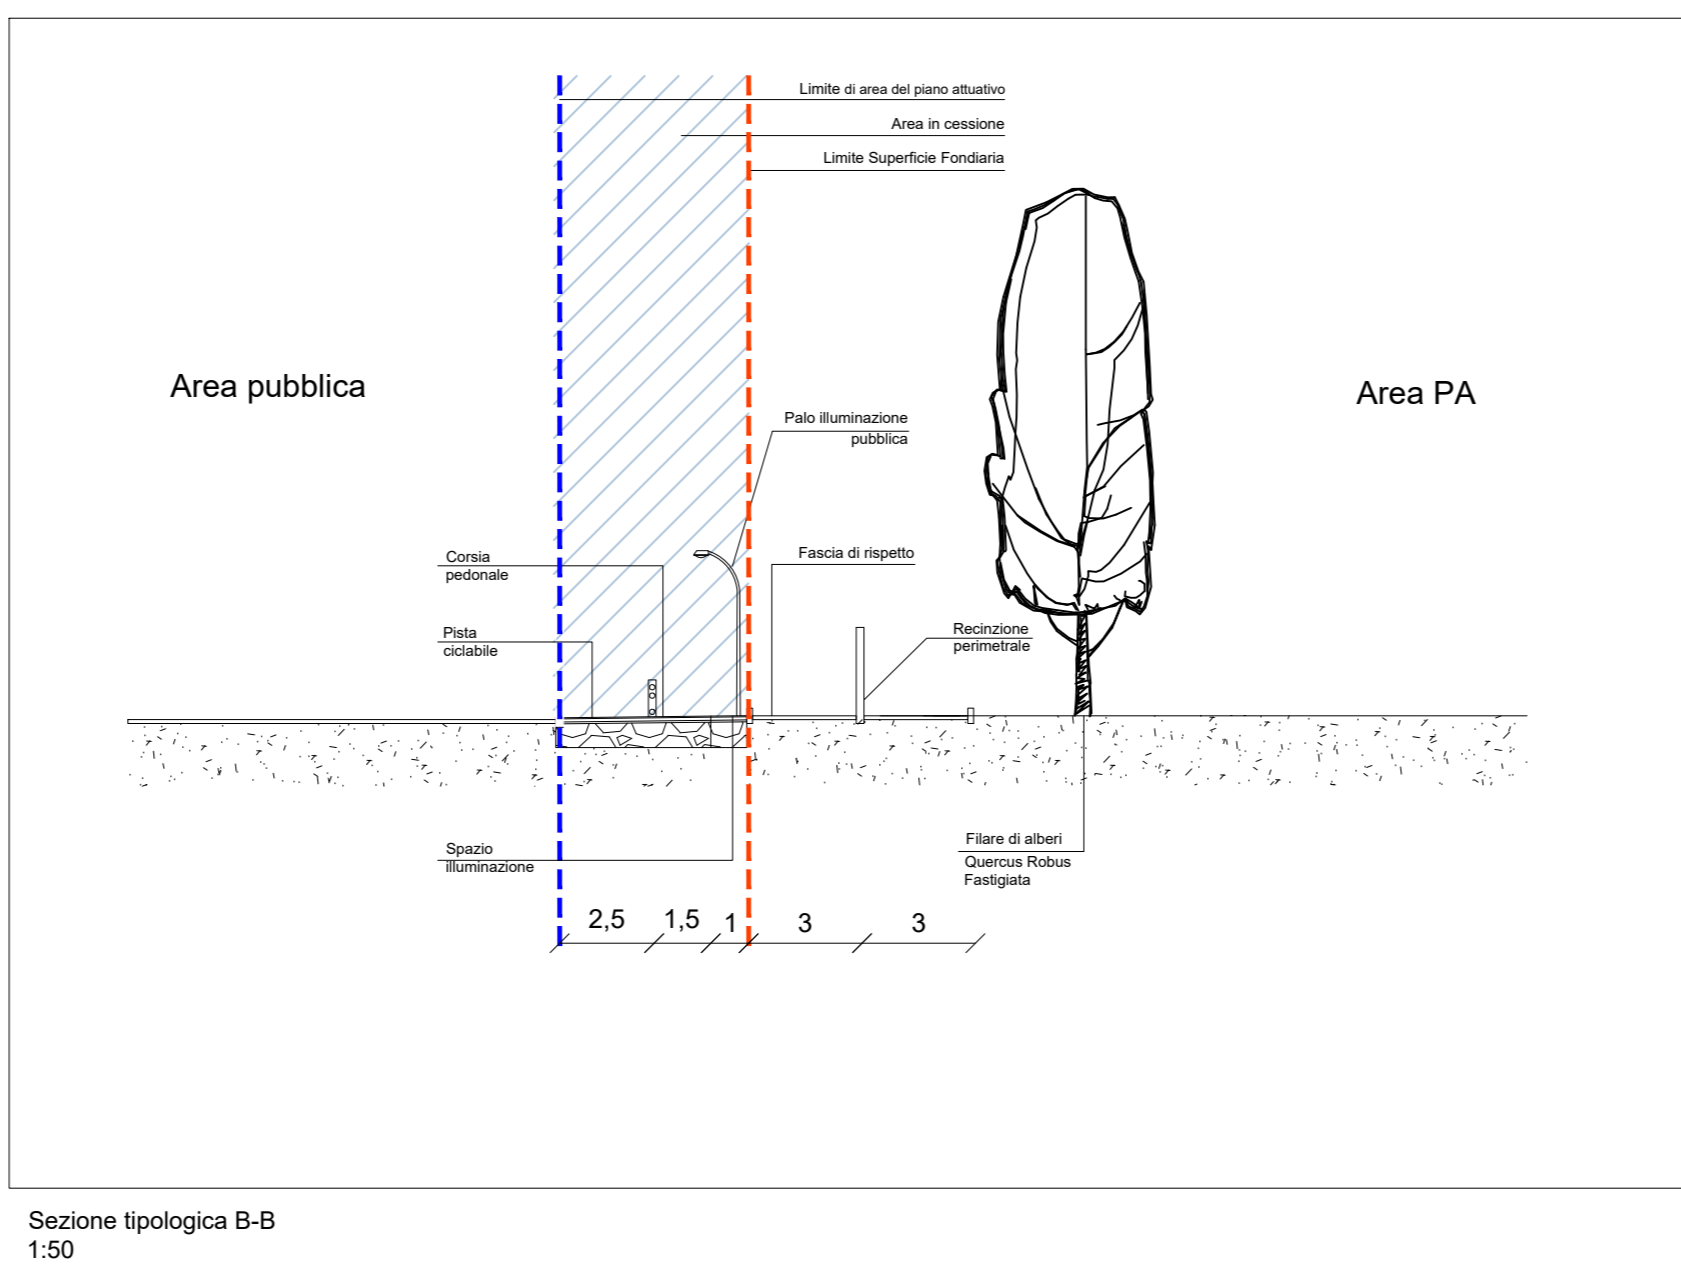 Limite di area del piano attuativo
Area in cessione
Limite Superficie Fondiaria
Area pubblica
Area PA
Palo illuminazione
pubblica
Corsia
pedonale
Fascia di rispetto
Pista
ciclabile
Recinzione
perimetrale
Spazio
illuminazione
Filare di alberi
Quercus Robus
Fastigiata
2,5 1,5 1 3 3
Sezione tipologica B-B
1:50